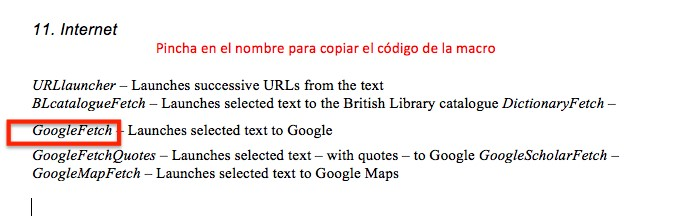 11. Internet
Pincha en el nombre para copiar el código de la macro
URLlauncher – Launches successive URLs from the text
BLcatalogueFetch – Launches selected text to the British Library catalogue DictionaryFetch –
GoogleFetch – Launches selected text to Google
GoogleFetchQuotes – Launches selected text – with quotes – to Google GoogleScholarFetch –
GoogleMapFetch – Launches selected text to Google Maps